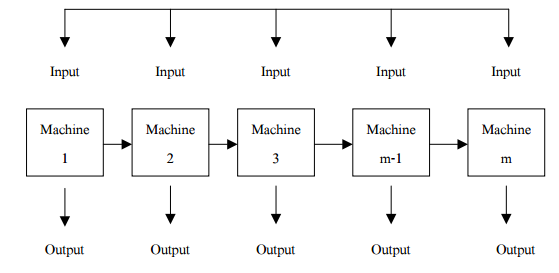 Input Input Input Input Input
Machine Machine Machine Machine Machine
1 2 3 m-1 m
Output Output Output Output Output